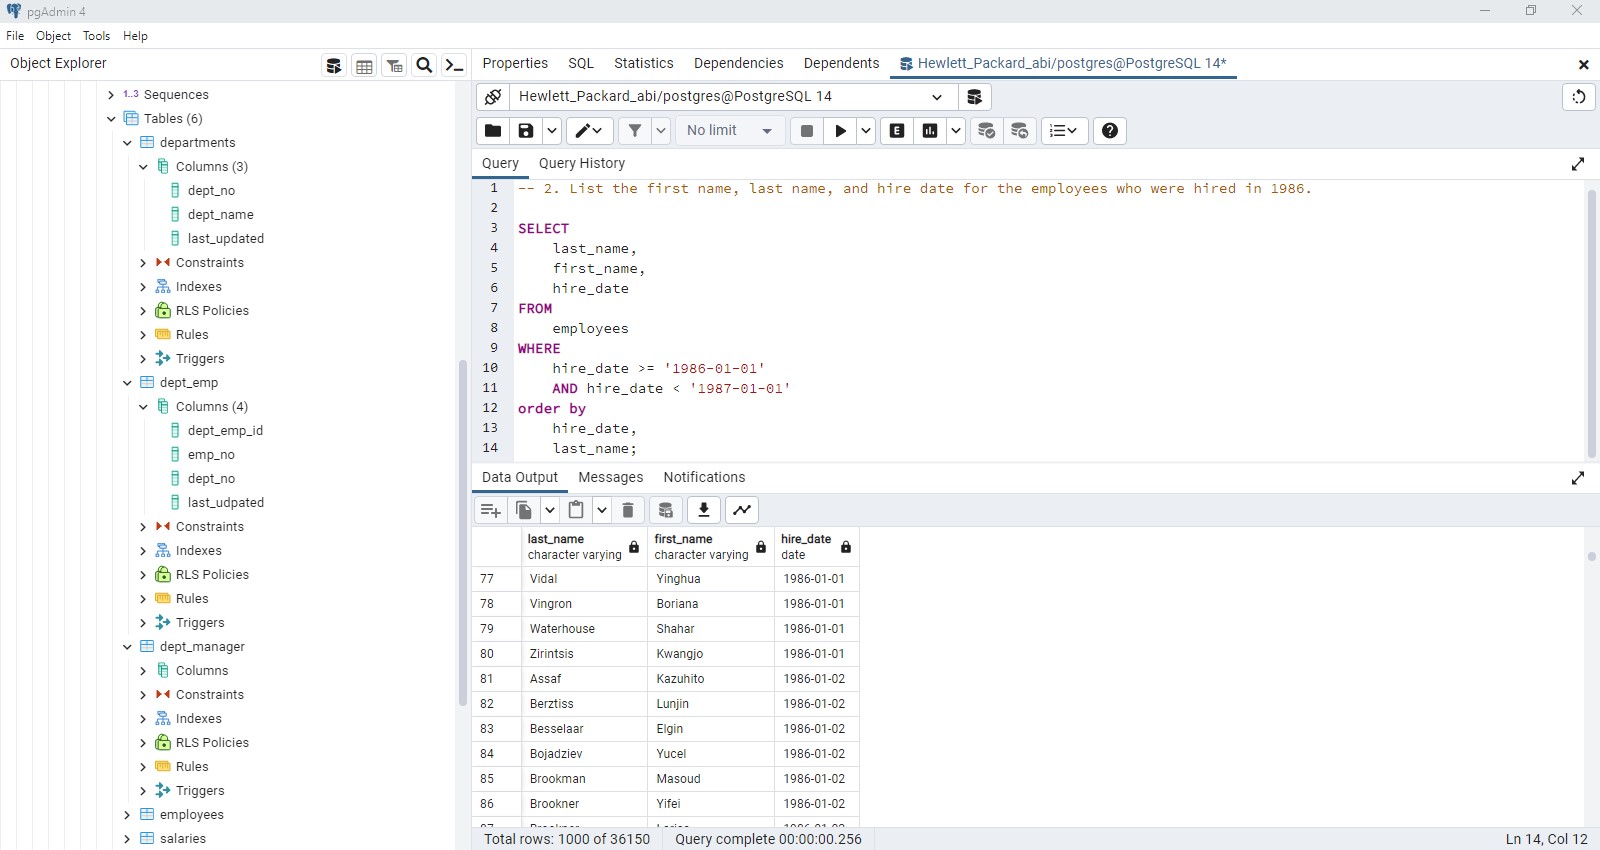 pgAdmin 4
File Object Tools Help
Object Explorer
1..3 Sequences
Tables (6)
departments
Columns (3)
dept_no
dept_name
last_updated
Constraints
Indexes
RLS Policies
Rules
Triggers
dept_emp
Columns (4)
dept_emp_id
emp_no
dept_no
last_udpated
Constraints
Indexes
RLS Policies
Rules
Triggers
dept_manager
Columns
Constraints
Indexes
RLS Policies
Rules
Triggers
employees
salaries
Properties SQL Statistics Dependencies Dependents Hewlett_Packard_abi/postgres@PostgreSQL 14*
Hewlett_Packard_abi/postgres@PostgreSQL 14
No limit E
Query Query History
1 -- 2. List the first name, last name, and hire date for the employees who were hired in 1986.
2
3 SELECT
4 last_name,
5 first_name,
6 hire_date
7 FROM
8 employees
9 WHERE
10 hire_date >= '1986-01-01'
11 AND hire_date < '1987-01-01'
12 order by
13 hire_date,
14 last_name;
Data Output Messages Notifications
last_name first_name hire_date
character varying character varying date
77 Vidal Yinghua 1986-01-01
78 Vingron Boriana 1986-01-01
79 Waterhouse Shahar 1986-01-01
80 Zirintsis Kwangjo 1986-01-01
81 Assaf Kazuhito 1986-01-02
82 Berztiss Lunjin 1986-01-02
83 Besselaar Elgin 1986-01-02
84 Bojadziev Yucel 1986-01-02
85 Brookman Masoud 1986-01-02
86 Brookner Yifei 1986-01-02
Total rows: 1000 of 36150 Query complete 00:00:00.256 Ln 14, Col 12